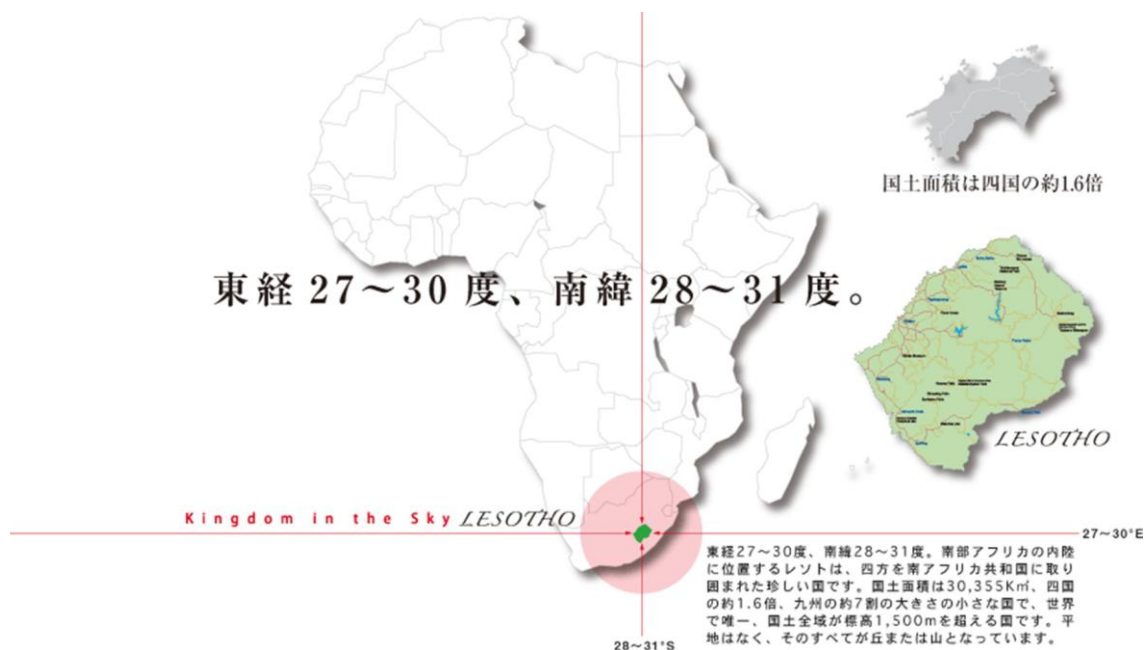 国土面積は四国の約1.6倍
東経27〜30度、南緯28〜31度。
LESOTHO
Kingdom in the Sky LESOTHO
27〜30°E
東経27〜30度、南緯28〜31度。南部アフリカの内陸
に位置するレソトは、四方を南アフリカ共和国に取り
囲まれた珍しい国です。国土面積は30,355K㎡、四国
の約1.6倍、九州の約7割の大きさの小さな国で、世界
で唯一、国土全域が標高1,500mを超える国です。平
地はなく、そのすべてが丘または山となっています。
28〜31°S